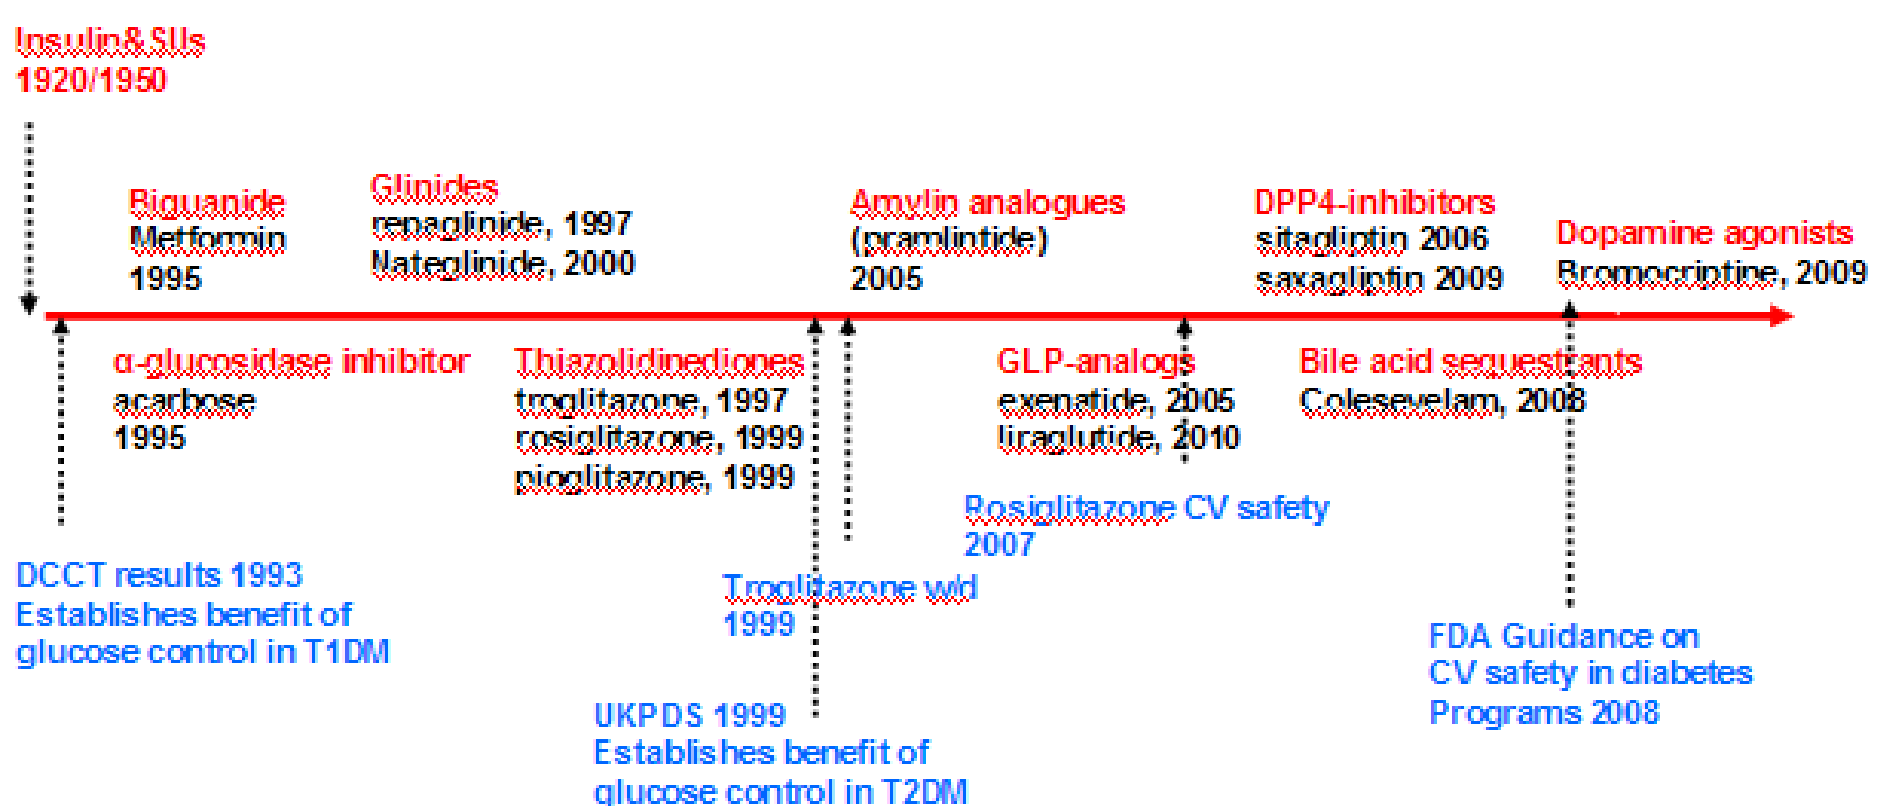 Insulin&SUs
1920/1950
Biguanide
Metformin
1995
Glinides
repaglinide, 1997
Nateglinide, 2000
Amylin analogues
(pramlintide)
2005
DPP4-inhibitors
sitagliptin 2006
saxagliptin 2009
Dopamine agonists
Bromocriptine, 2009
α-glucosidase inhibitor
acarbose
1995
Thiazolidinediones
troglitazone, 1997
rosiglitazone, 1999
pioglitazone, 1999
GLP-analogs
exenatide, 2005
liraglutide, 2010
Bile acid sequestrants
Colesevelam, 2008
Rosiglitazone CV safety
2007
DCCT results 1993
Establishes benefit of
glucose control in T1DM
Troglitazone w/d
1999
FDA Guidance on
CV safety in diabetes
Programs 2008
UKPDS 1999
Establishes benefit of
glucose control in T2DM